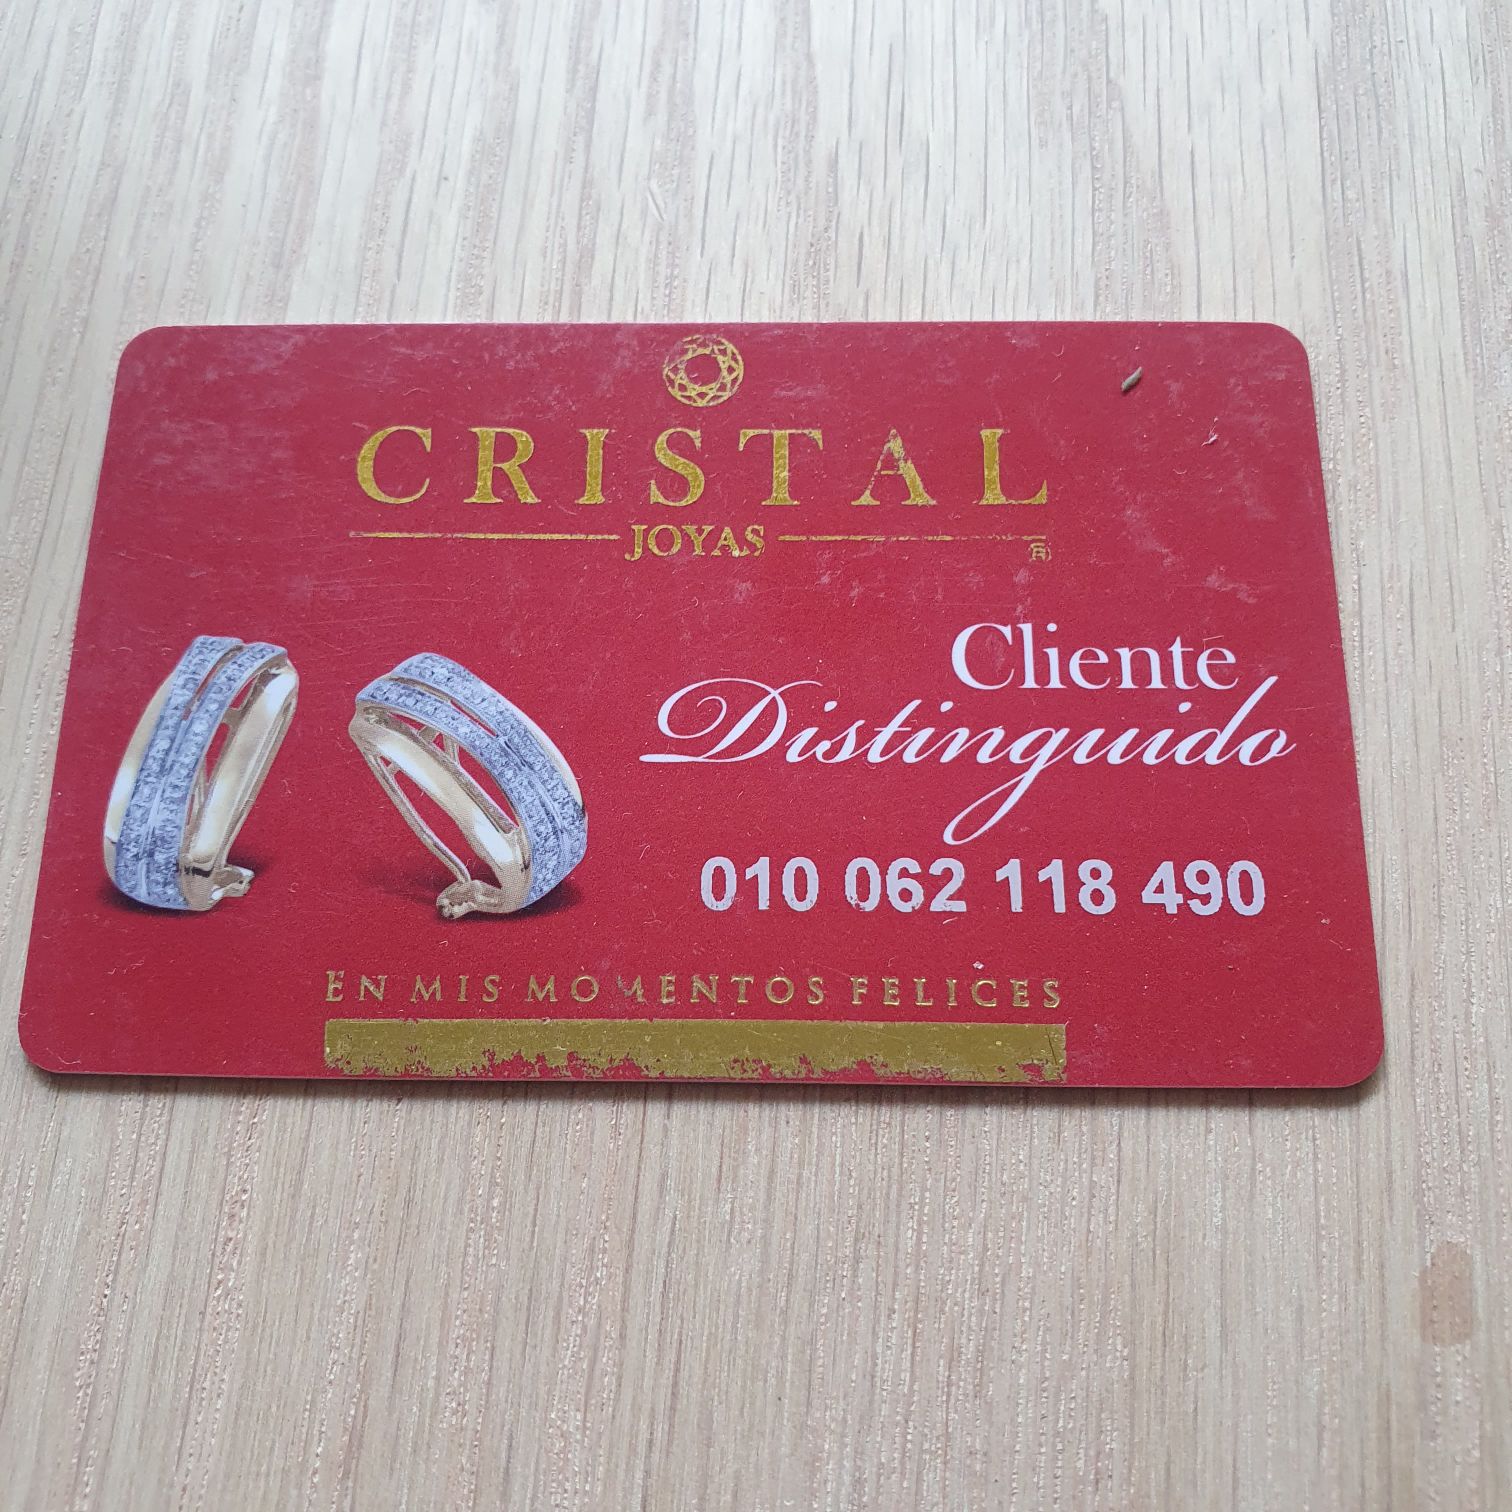 CRISTAL
JOYAS
Cliente
Distinguido
010 062 118 490
EN MIS MOMENTOS FELICES